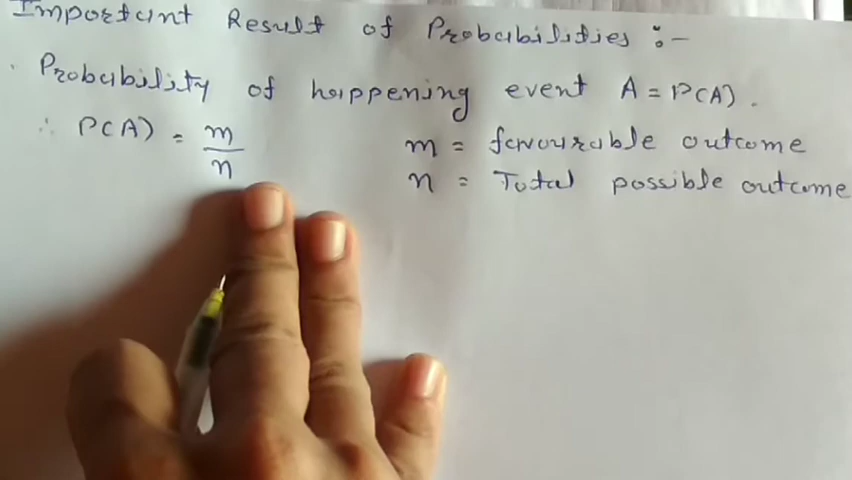 Important Result of Probabilities :-
Probability of happening event A = P(A).
∴ P(A) = m/n m = favourable outcome
n = Total possible outcome